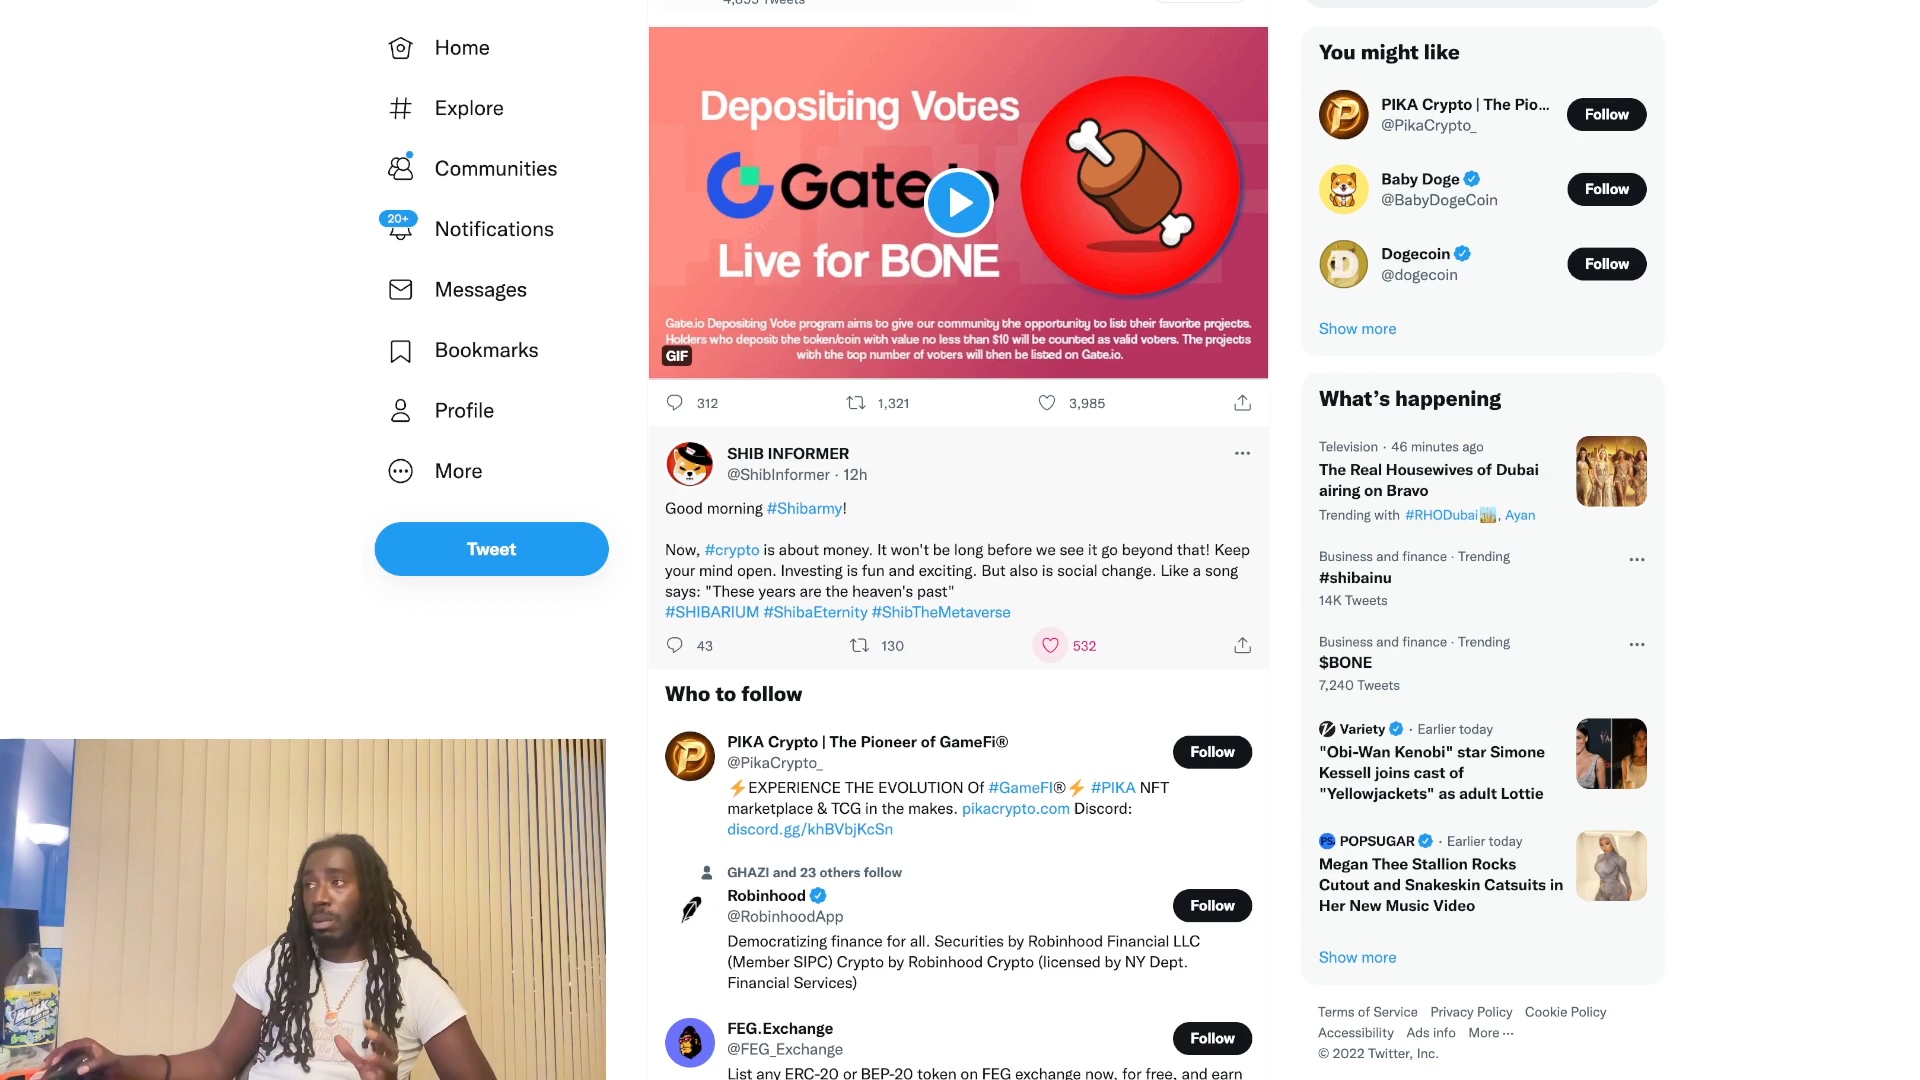 4,899 Tweets
Home
Explore
Communities
20+
Notifications
Messages
Bookmarks
Profile
More
Tweet
Depositing Votes
Gate.io
Live for BONE
Gate.io Depositing Vote program aims to give our community the opportunity to list their favorite projects.
Holders who deposit the token/coin with value no less than $10 will be counted as valid voters. The projects
with the top number of voters will then be listed on Gate.io.
GIF
312
1,321
3,985
SHIB INFORMER
@ShibInformer · 12h
Good morning #Shibarmy!
Now, #crypto is about money. It won't be long before we see it go beyond that! Keep
your mind open. Investing is fun and exciting. But also is social change. Like a song
says: "These years are the heaven's past"
#SHIBARIUM #ShibaEternity #ShibTheMetaverse
43
130
532
Who to follow
PIKA Crypto | The Pioneer of GameFi®
@PikaCrypto_
Follow
⚡EXPERIENCE THE EVOLUTION Of #GameFI®⚡ #PIKA NFT
marketplace & TCG in the makes. pikacrypto.com Discord:
discord.gg/khBVbjKcSn
GHAZI and 23 others follow
Robinhood
@RobinhoodApp
Follow
Democratizing finance for all. Securities by Robinhood Financial LLC
(Member SIPC) Crypto by Robinhood Crypto (licensed by NY Dept.
Financial Services)
FEG.Exchange
@FEG_Exchange
Follow
List any ERC-20 or BEP-20 token on FEG exchange now, for free, and earn
You might like
PIKA Crypto | The Pio...
@PikaCrypto_
Follow
Baby Doge
@BabyDogeCoin
Follow
Dogecoin
@dogecoin
Follow
Show more
What's happening
Television · 46 minutes ago
The Real Housewives of Dubai
airing on Bravo
Trending with #RHODubai, Ayan
Business and finance · Trending
#shibainu
14K Tweets
Business and finance · Trending
$BONE
7,240 Tweets
Variety · Earlier today
"Obi-Wan Kenobi" star Simone
Kessell joins cast of
"Yellowjackets" as adult Lottie
PS POPSUGAR · Earlier today
Megan Thee Stallion Rocks
Cutout and Snakeskin Catsuits in
Her New Music Video
Show more
Terms of Service Privacy Policy Cookie Policy
Accessibility Ads info More ···
© 2022 Twitter, Inc.
Brisk